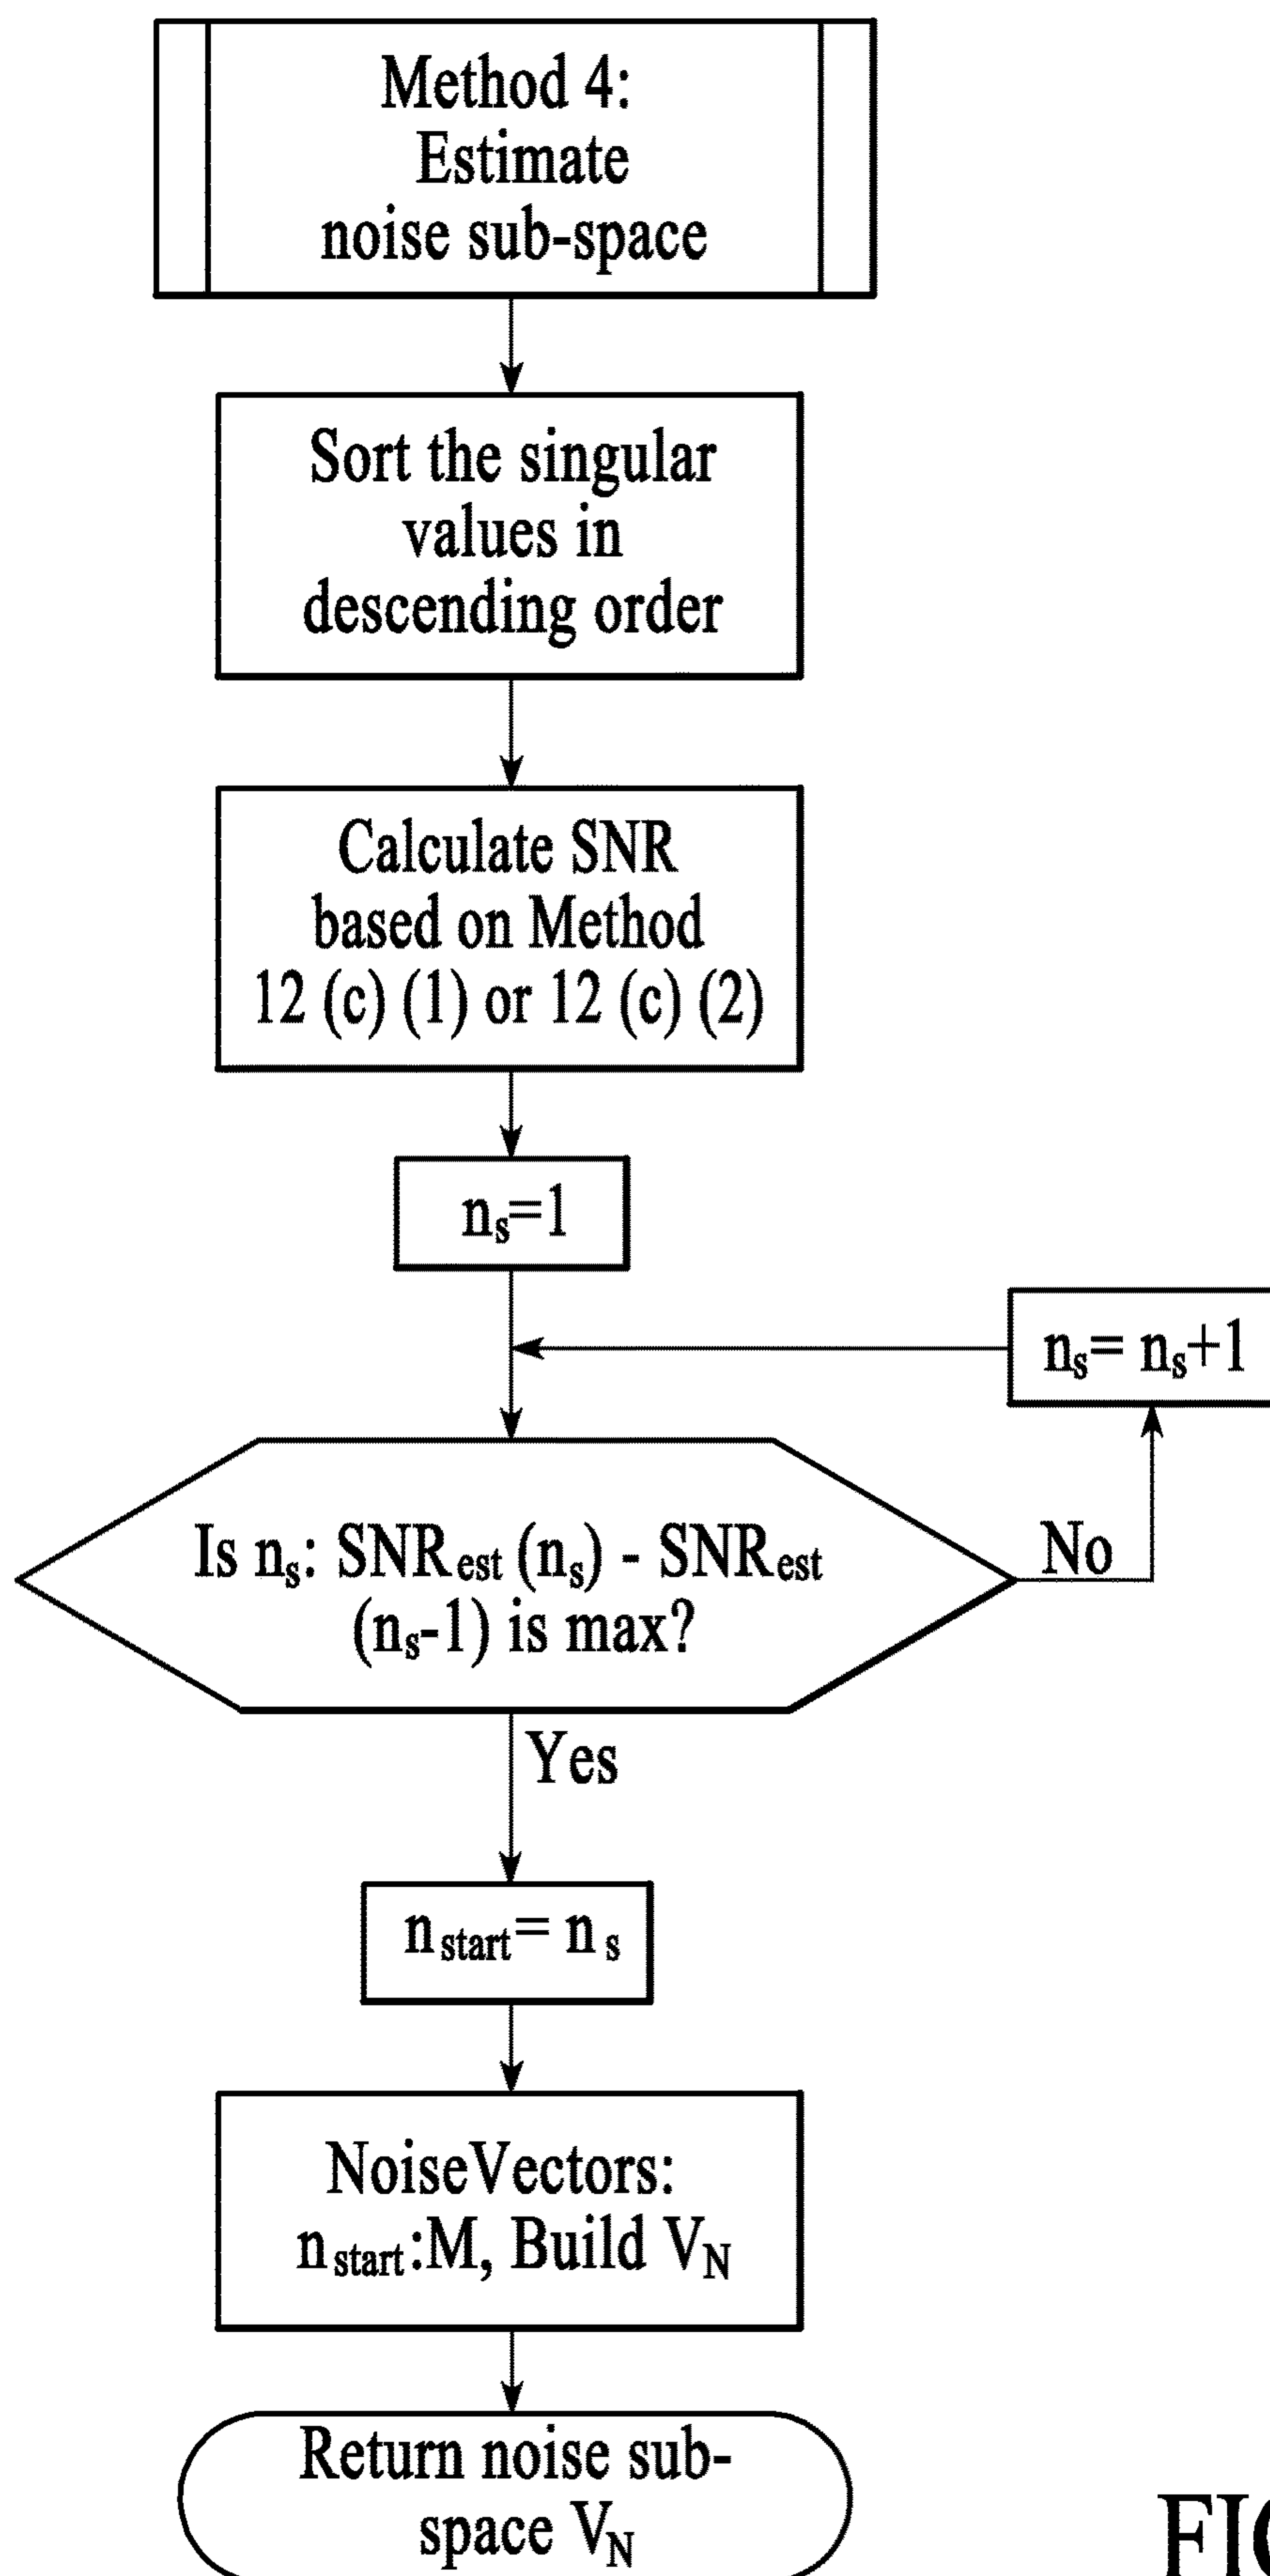 Method 4:
Estimate
noise sub-space
Sort the singular
values in
descending order
Calculate SNR
based on Method
12 (c) (1) or 12 (c) (2)
nₛ=1
nₛ= nₛ+1
Is nₛ: SNRest (nₛ) - SNRest
(nₛ-1) is max?
No
Yes
nstart= nₛ
NoiseVectors:
nstart:M, Build VN
Return noise sub-
space VN